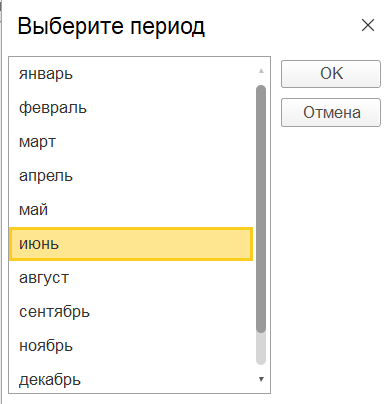 Выберите период
январь
OK
февраль
Отмена
март
апрель
май
июнь
август
сентябрь
ноябрь
декабрь